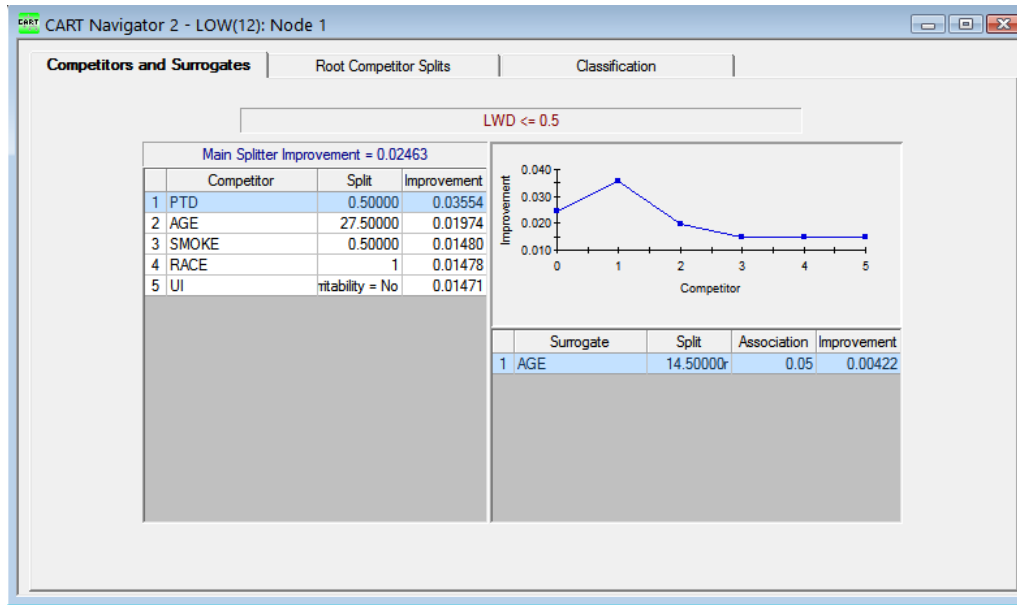 CART CART Navigator 2 - LOW(12): Node 1
Competitors and Surrogates Root Competitor Splits Classification
LWD <= 0.5
Main Splitter Improvement = 0.02463
Competitor Split Improvement
1 PTD 0.50000 0.03554
2 AGE 27.50000 0.01974
3 SMOKE 0.50000 0.01480
4 RACE 1 0.01478
5 UI ritability = No 0.01471
Improvement
0.040
0.030
0.020
0.010
0 1 2 3 4 5
Competitor
Surrogate Split Association Improvement
1 AGE 14.50000r 0.05 0.00422